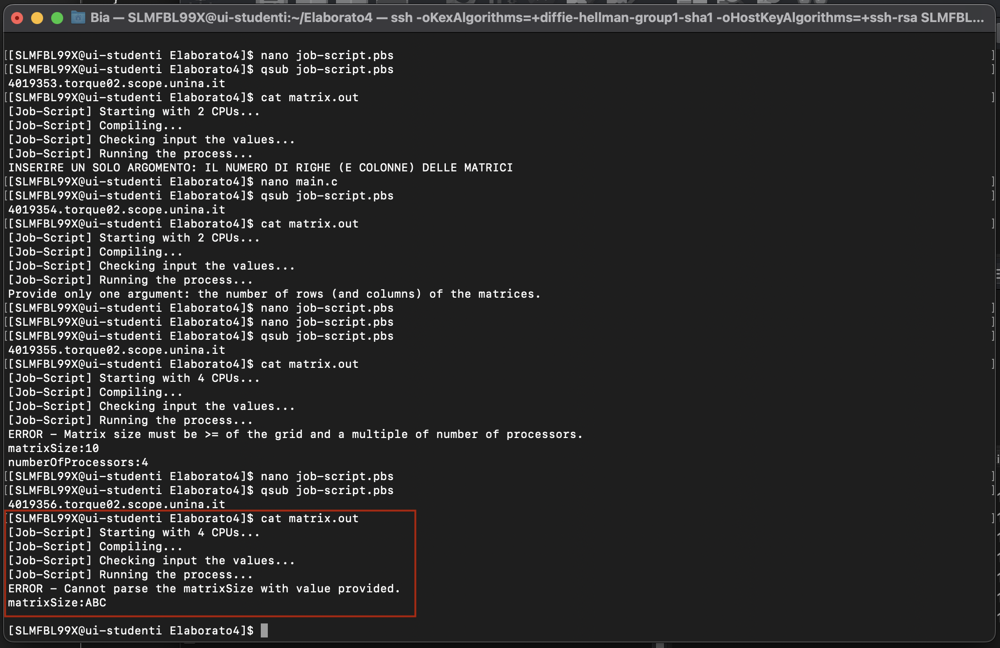 Bia — SLMFBL99X@ui-studenti:~/Elaborato4 — ssh -oKexAlgorithms=+diffie-hellman-group1-sha1 -oHostKeyAlgorithms=+ssh-rsa SLMFBL...
[[SLMFBL99X@ui-studenti Elaborato4]$ nano job-script.pbs ]
[[SLMFBL99X@ui-studenti Elaborato4]$ qsub job-script.pbs ]
4019353.torque02.scope.unina.it
[[SLMFBL99X@ui-studenti Elaborato4]$ cat matrix.out ]
[Job-Script] Starting with 2 CPUs...
[Job-Script] Compiling...
[Job-Script] Checking input the values...
[Job-Script] Running the process...
INSERIRE UN SOLO ARGOMENTO: IL NUMERO DI RIGHE (E COLONNE) DELLE MATRICI
[[SLMFBL99X@ui-studenti Elaborato4]$ nano main.c ]
[[SLMFBL99X@ui-studenti Elaborato4]$ qsub job-script.pbs ]
4019354.torque02.scope.unina.it
[[SLMFBL99X@ui-studenti Elaborato4]$ cat matrix.out ]
[Job-Script] Starting with 2 CPUs...
[Job-Script] Compiling...
[Job-Script] Checking input the values...
[Job-Script] Running the process...
Provide only one argument: the number of rows (and columns) of the matrices.
[[SLMFBL99X@ui-studenti Elaborato4]$ nano job-script.pbs ]
[[SLMFBL99X@ui-studenti Elaborato4]$ nano job-script.pbs ]
[[SLMFBL99X@ui-studenti Elaborato4]$ qsub job-script.pbs ]
4019355.torque02.scope.unina.it
[[SLMFBL99X@ui-studenti Elaborato4]$ cat matrix.out ]
[Job-Script] Starting with 4 CPUs...
[Job-Script] Compiling...
[Job-Script] Checking input the values...
[Job-Script] Running the process...
ERROR - Matrix size must be >= of the grid and a multiple of number of processors.
matrixSize:10
numberOfProcessors:4
[[SLMFBL99X@ui-studenti Elaborato4]$ nano job-script.pbs ]
[[SLMFBL99X@ui-studenti Elaborato4]$ qsub job-script.pbs ]
4019356.torque02.scope.unina.it
[[SLMFBL99X@ui-studenti Elaborato4]$ cat matrix.out ]
[Job-Script] Starting with 4 CPUs...
[Job-Script] Compiling...
[Job-Script] Checking input the values...
[Job-Script] Running the process...
ERROR - Cannot parse the matrixSize with value provided.
matrixSize:ABC
[SLMFBL99X@ui-studenti Elaborato4]$